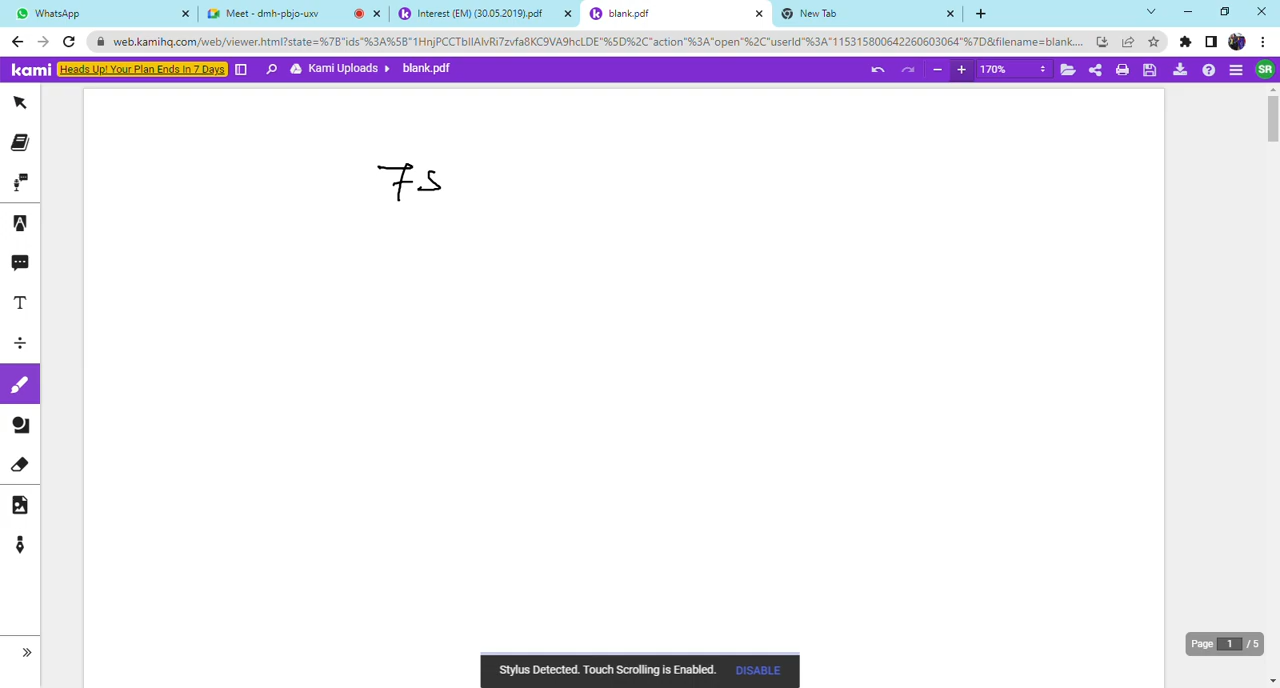 WhatsApp
Meet - dmh-pbjo-uxv
Interest (EM) (30.05.2019).pdf
blank.pdf
New Tab
web.kamihq.com/web/viewer.html?state=%7B"ids"%3A%5B"1HnjPCCTbIIAlvRi7zvfa8KC9VA9hcLDE"%5D%2C"action"%3A"open"%2C"userId"%3A"115315800642260603064"%7D&filename=blank....
kami
Heads Up! Your Plan Ends In 7 Days
Kami Uploads
blank.pdf
170%
SR
7s
Page 1 / 5
Stylus Detected. Touch Scrolling is Enabled. DISABLE